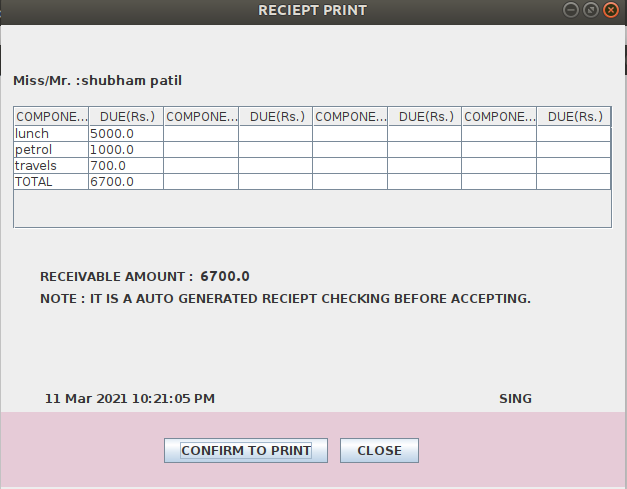 RECIEPT PRINT
Miss/Mr. :shubham patil
COMPONE... DUE(Rs.) COMPONE... DUE(Rs.) COMPONE... DUE(Rs.) COMPONE... DUE(Rs.)
lunch 5000.0
petrol 1000.0
travels 700.0
TOTAL 6700.0
RECEIVABLE AMOUNT : 6700.0
NOTE : IT IS A AUTO GENERATED RECIEPT CHECKING BEFORE ACCEPTING.
11 Mar 2021 10:21:05 PM SING
CONFIRM TO PRINT CLOSE